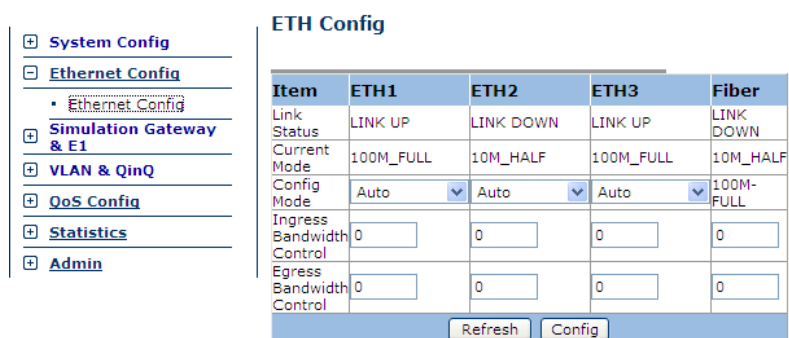 ETH Config
System Config
Ethernet Config
Ethernet Config
Simulation Gateway
& E1
VLAN & QinQ
QoS Config
Statistics
Admin
Item ETH1 ETH2 ETH3 Fiber
Link
Status LINK UP LINK DOWN LINK UP LINK
DOWN
Current
Mode 100M_FULL 10M_HALF 100M_FULL 10M_HALF
Config
Mode Auto Auto Auto 100M-
FULL
Ingress
Bandwidth 0 0 0 0
Control
Egress
Bandwidth 0 0 0 0
Control
Refresh Config